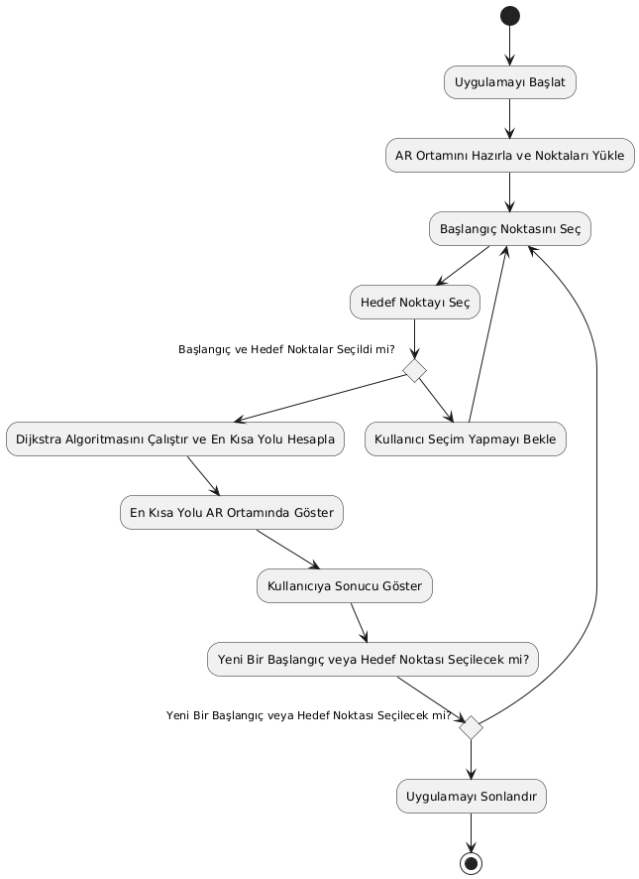 Uygulamayı Başlat
AR Ortamını Hazırla ve Noktaları Yükle
Başlangıç Noktasını Seç
Hedef Noktayı Seç
Başlangıç ve Hedef Noktalar Seçildi mi?
Dijkstra Algoritmasını Çalıştır ve En Kısa Yolu Hesapla
Kullanıcı Seçim Yapmayı Bekle
En Kısa Yolu AR Ortamında Göster
Kullanıcıya Sonucu Göster
Yeni Bir Başlangıç veya Hedef Noktası Seçilecek mi?
Yeni Bir Başlangıç veya Hedef Noktası Seçilecek mi?
Uygulamayı Sonlandır